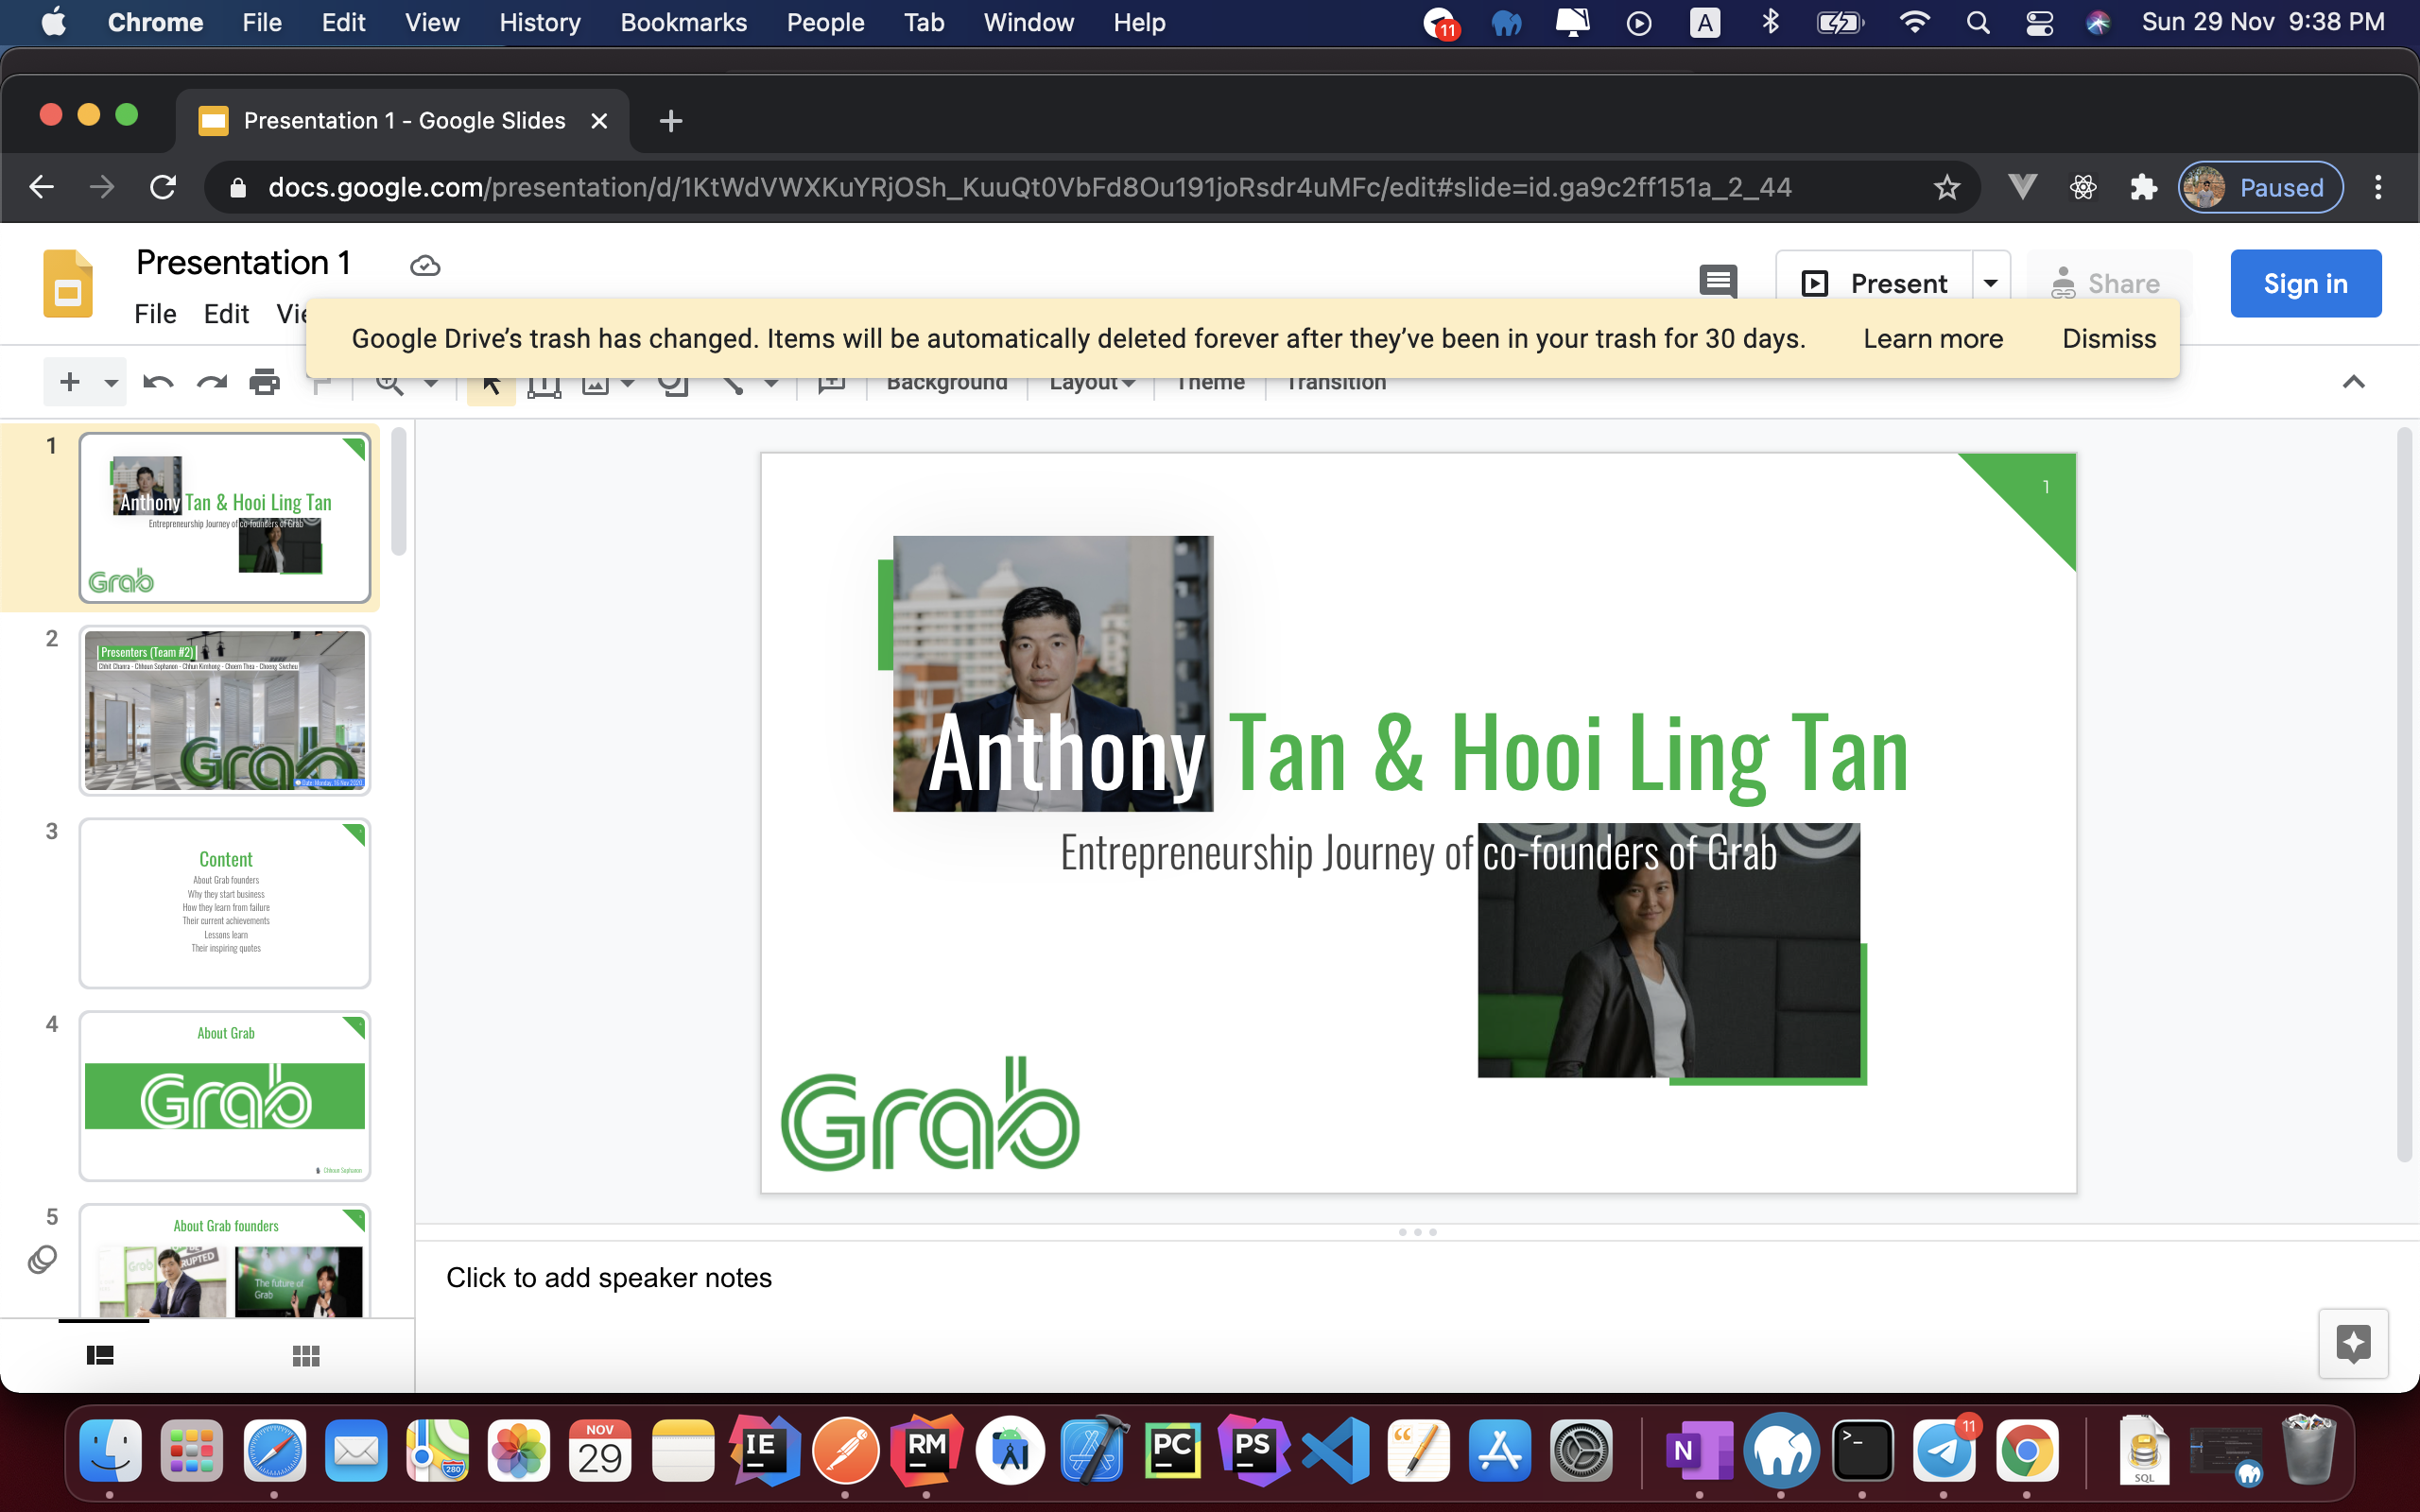 Chrome File Edit View History Bookmarks People Tab Window Help
11 A Sun 29 Nov 9:38 PM
Presentation 1 - Google Slides
docs.google.com/presentation/d/1KtWdVWXKuYRjOSh_KuuQt0VbFd8Ou191joRsdr4uMFc/edit#slide=id.ga9c2ff151a_2_44
Paused
Presentation 1
Present
Share
Sign in
File Edit
Google Drive’s trash has changed. Items will be automatically deleted forever after they’ve been in your trash for 30 days. Learn more Dismiss
Background Layout Theme Transition
1
Anthony Tan & Hooi Ling Tan
Entrepreneurship Journey of co-founders of Grab
Grab
2
Presenters (Team #2)
Grab
3
Content
About Grab founders
Why they start business
How they learn from failure
Their current achievements
Lessons learn
Their inspiring quotes
4
About Grab
Grab
5
About Grab founders
Grab
The future of
Grab
1
Anthony Tan & Hooi Ling Tan
Entrepreneurship Journey of co-founders of Grab
Grab
Click to add speaker notes
NOV
29
IE
RM
PC
PS
280
N
>_
11
SQL